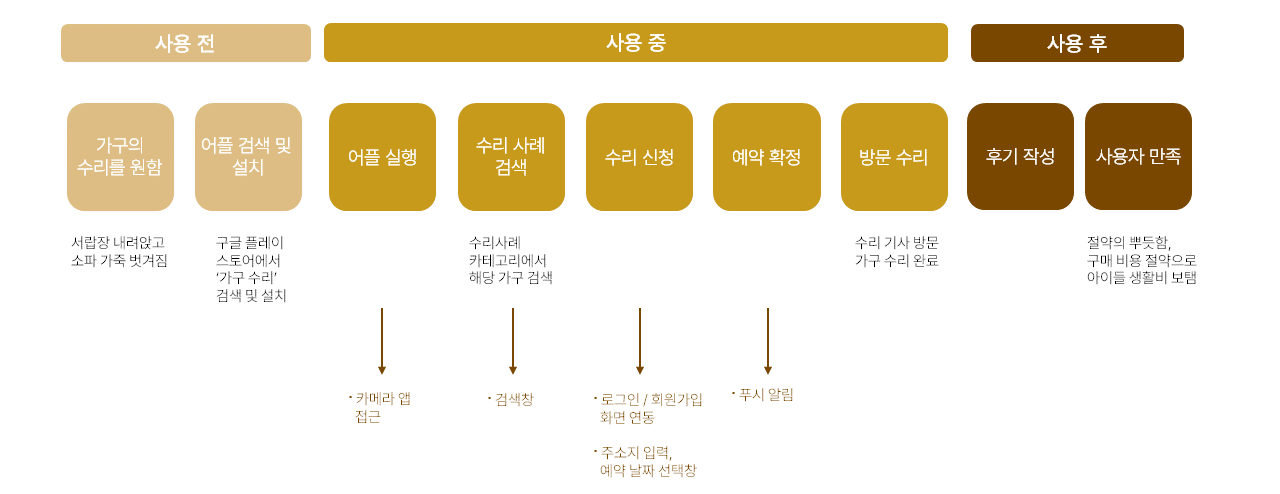 사용 전
사용 중
사용 후
가구의
수리를 원함
어플 검색 및
설치
어플 실행
수리 사례
검색
수리 신청
예약 확정
방문 수리
후기 작성
사용자 만족
서랍장 내려앉고
소파 가죽 벗겨짐
구글 플레이
스토어에서
‘가구 수리’
검색 및 설치
수리사례
카테고리에서
해당 가구 검색
수리 기사 방문
가구 수리 완료
절약의 뿌듯함,
구매 비용 절약으로
아이들 생활비 보탬
· 카메라 앱
접근
· 검색창
· 로그인 / 회원가입
화면 연동
· 주소지 입력,
예약 날짜 선택창
· 푸시 알림